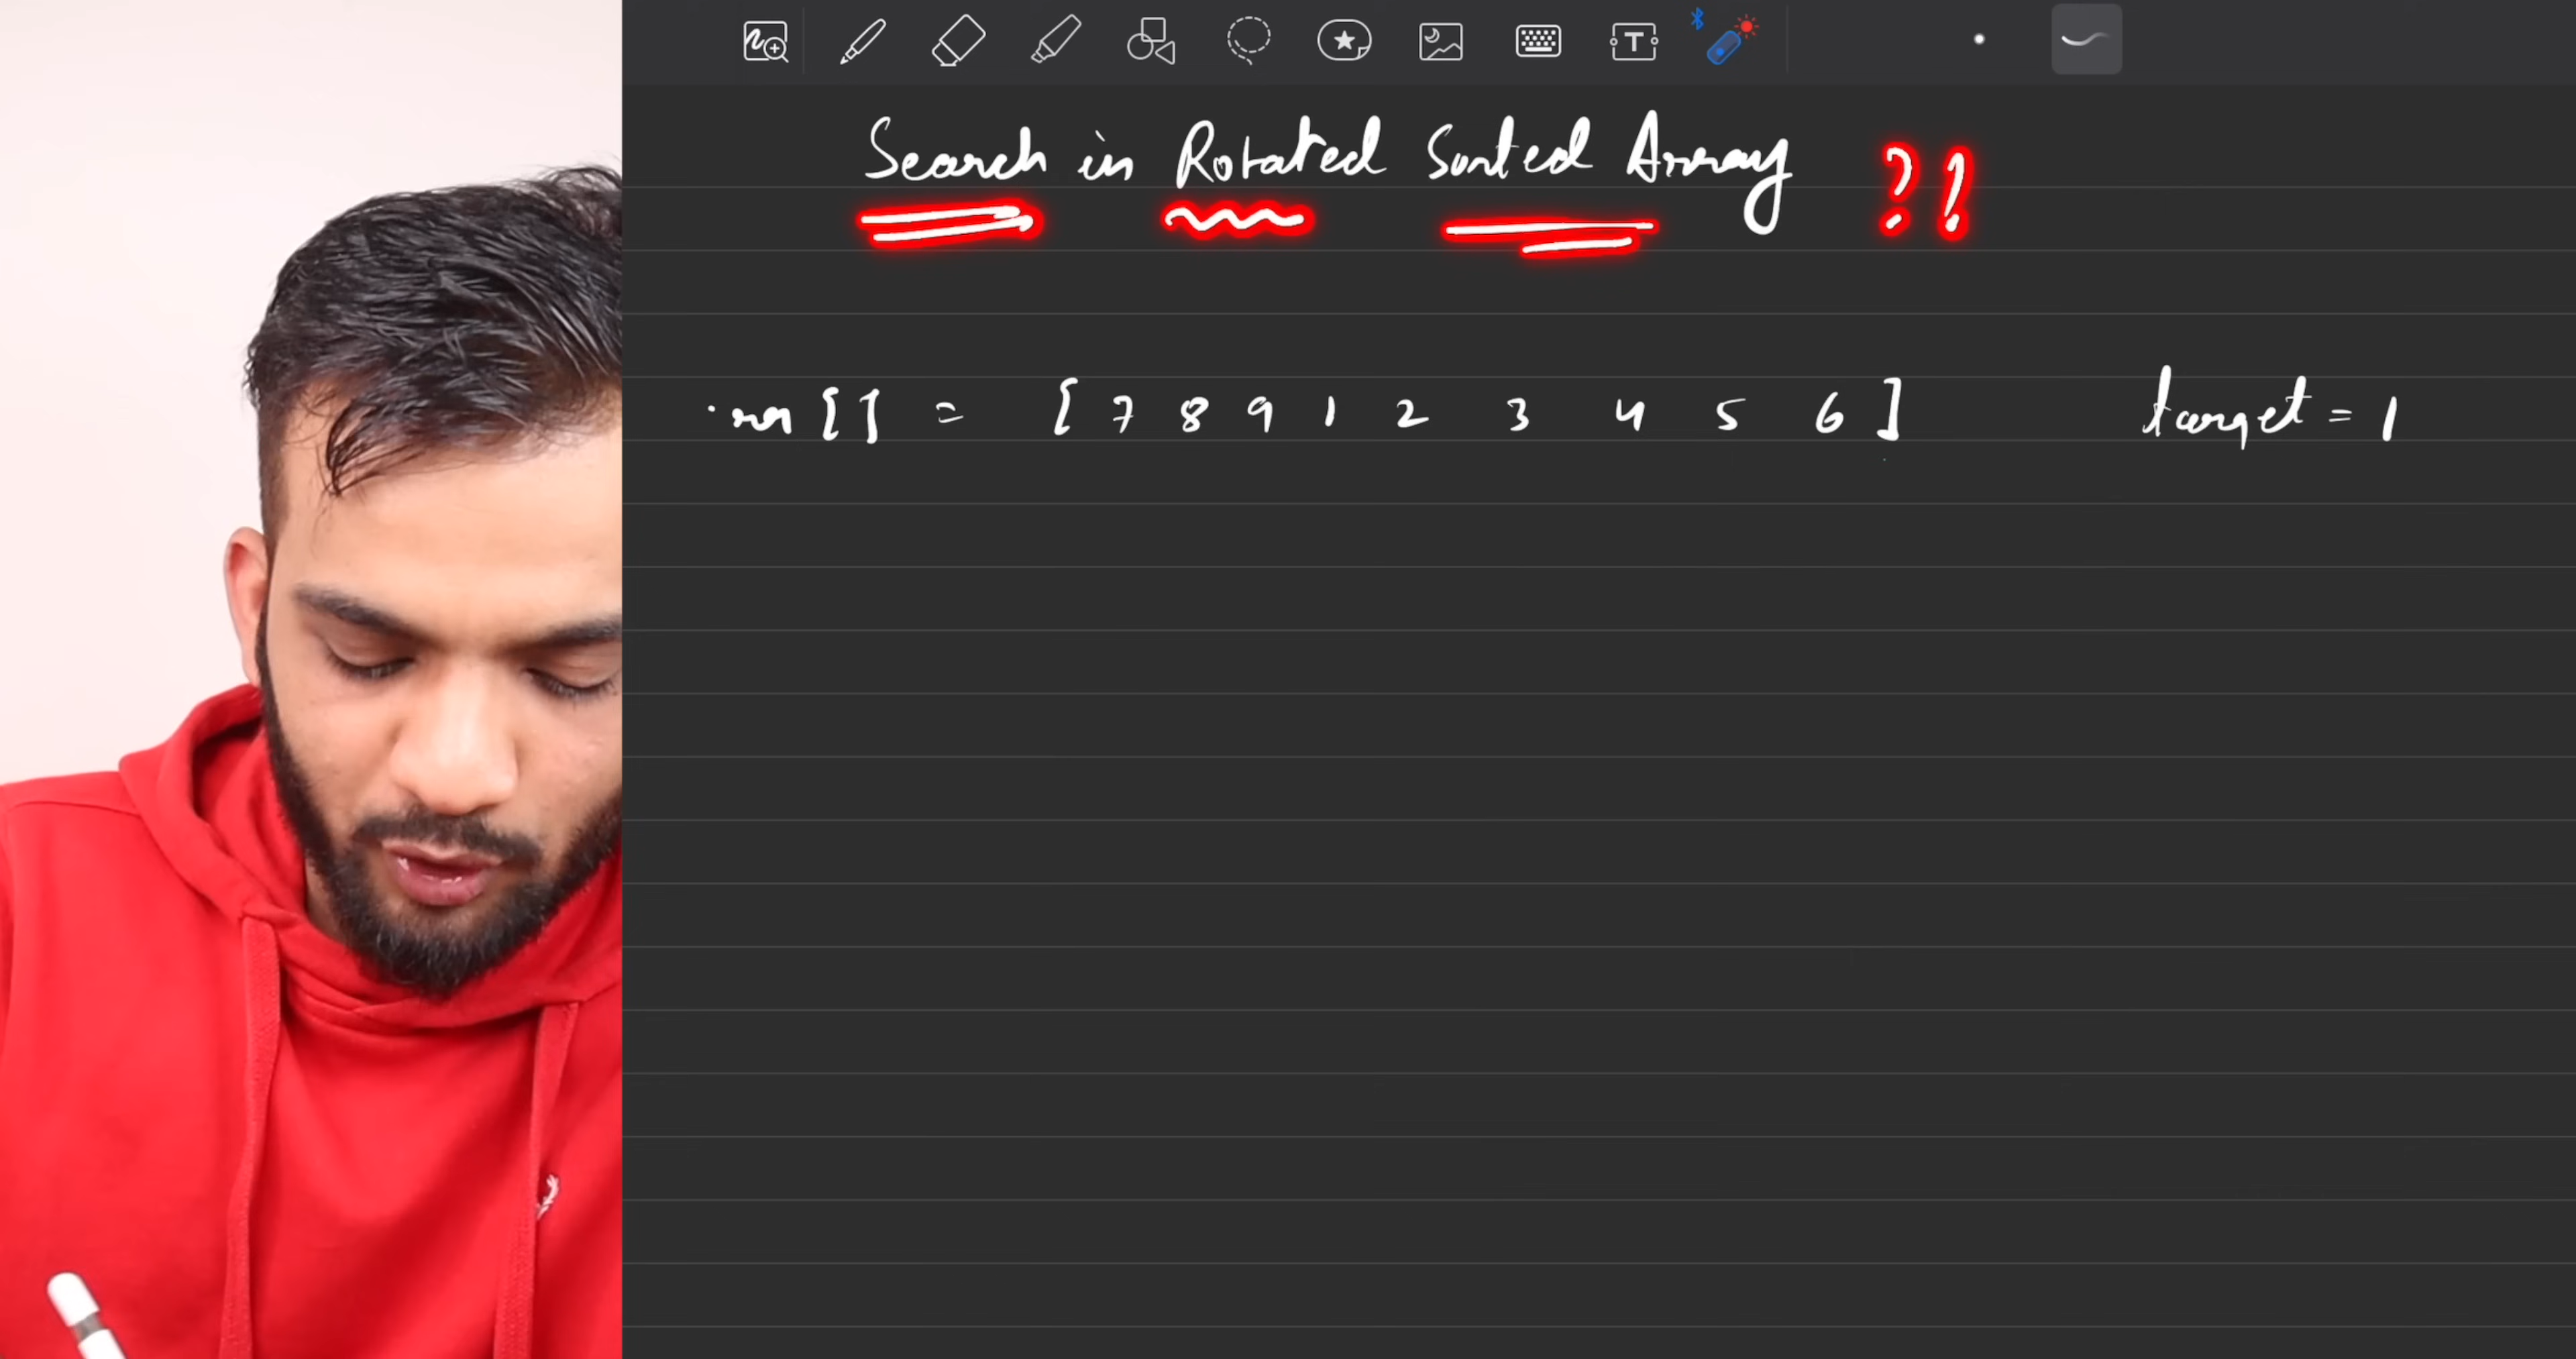 Search in Rotated Sorted Array ??
arr [] = [ 7 8 9 1 2 3 4 5 6 ] target = 1